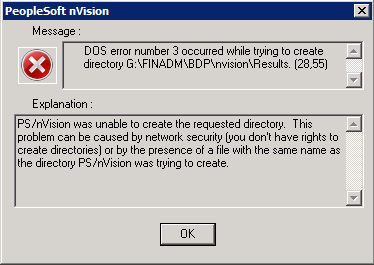 PeopleSoft nVision
Message :
DOS error number 3 occurred while trying to create
directory G:\FINADM\BDP\nvision\Results. (28,55)
Explanation :
PS/nVision was unable to create the requested directory.  This
problem can be caused by network security (you don't have rights to
create directories) or by the presence of a file with the same name as
the directory PS/nVision was trying to create.
OK